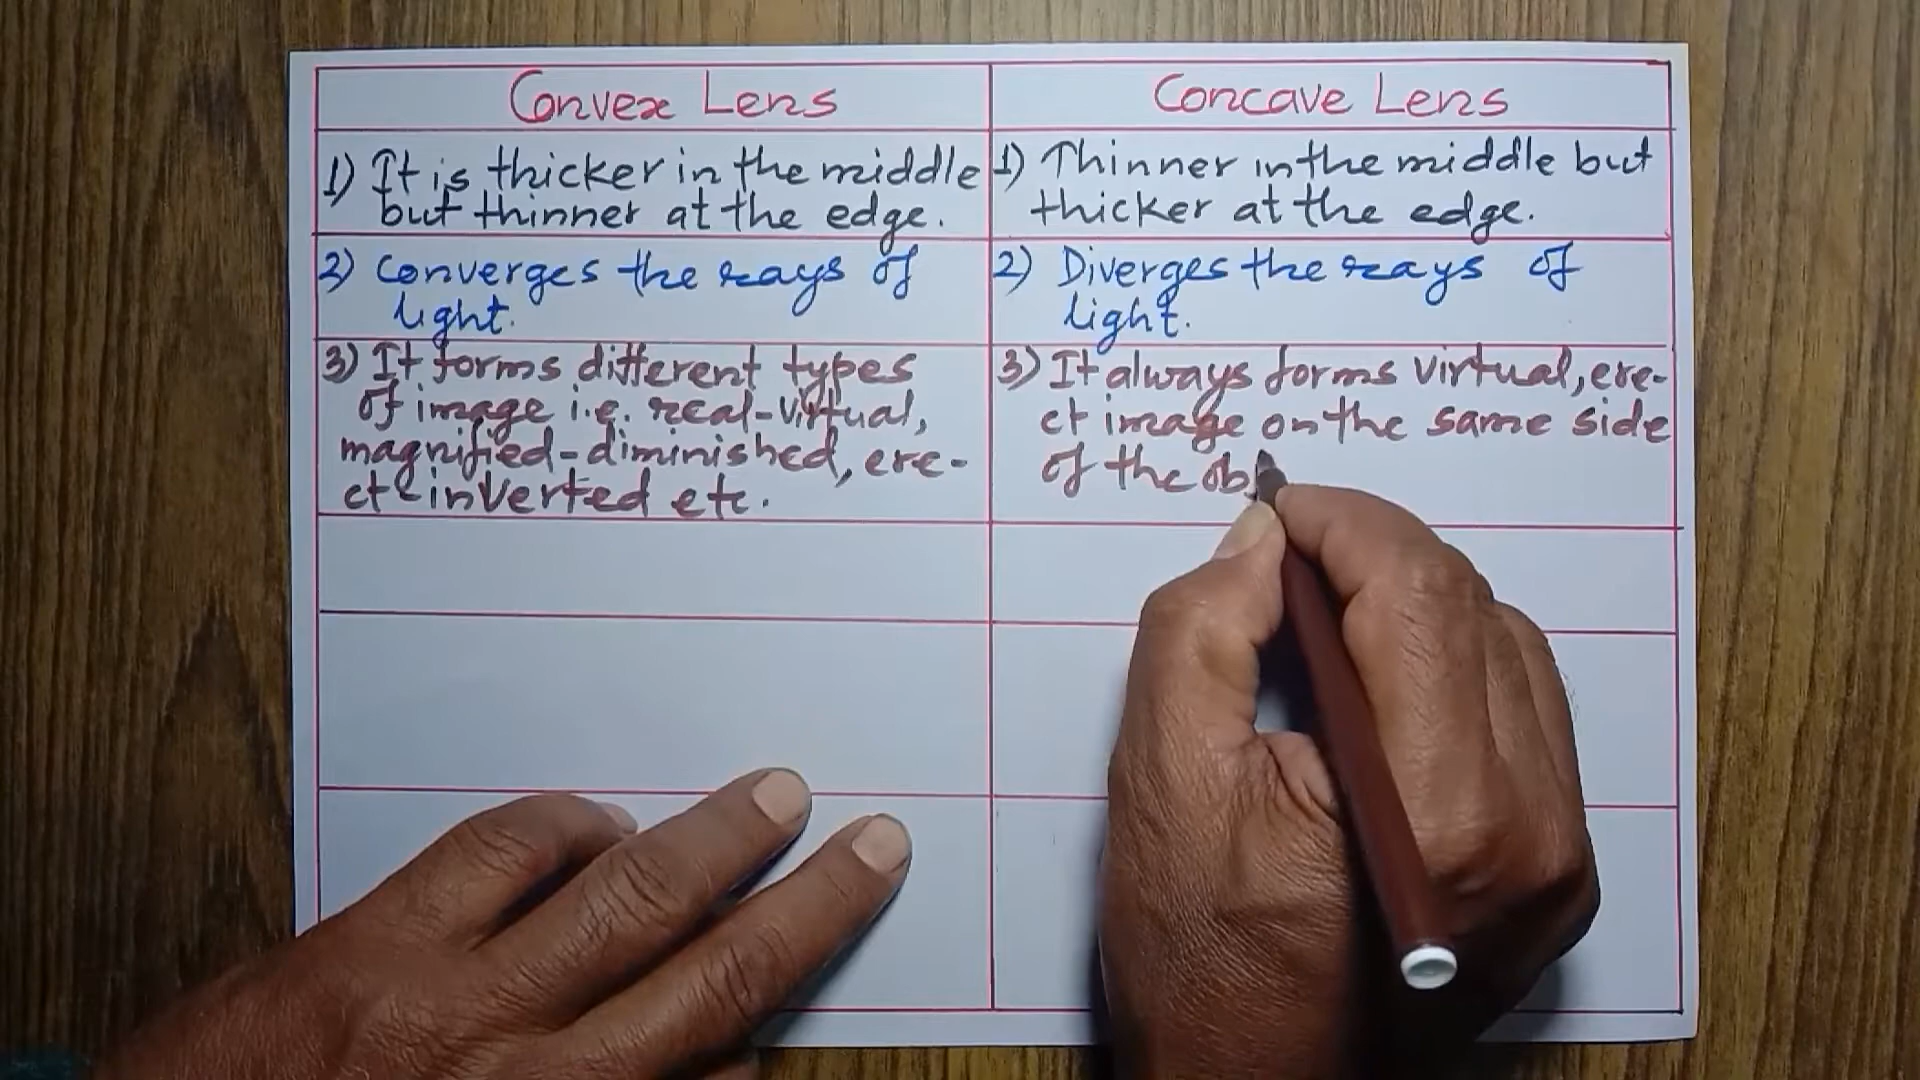 Convex Lens
Concave Lens
1) It is thicker in the middle
but thinner at the edge.
1) Thinner in the middle but
thicker at the edge.
2) Converges the rays of
light.
2) Diverges the rays of
light.
3) It forms different types
of image i.e. real-virtual,
magnified-diminished, ere-
ct & inverted etc.
3) It always forms virtual, ere-
ct image on the same side
of the ob